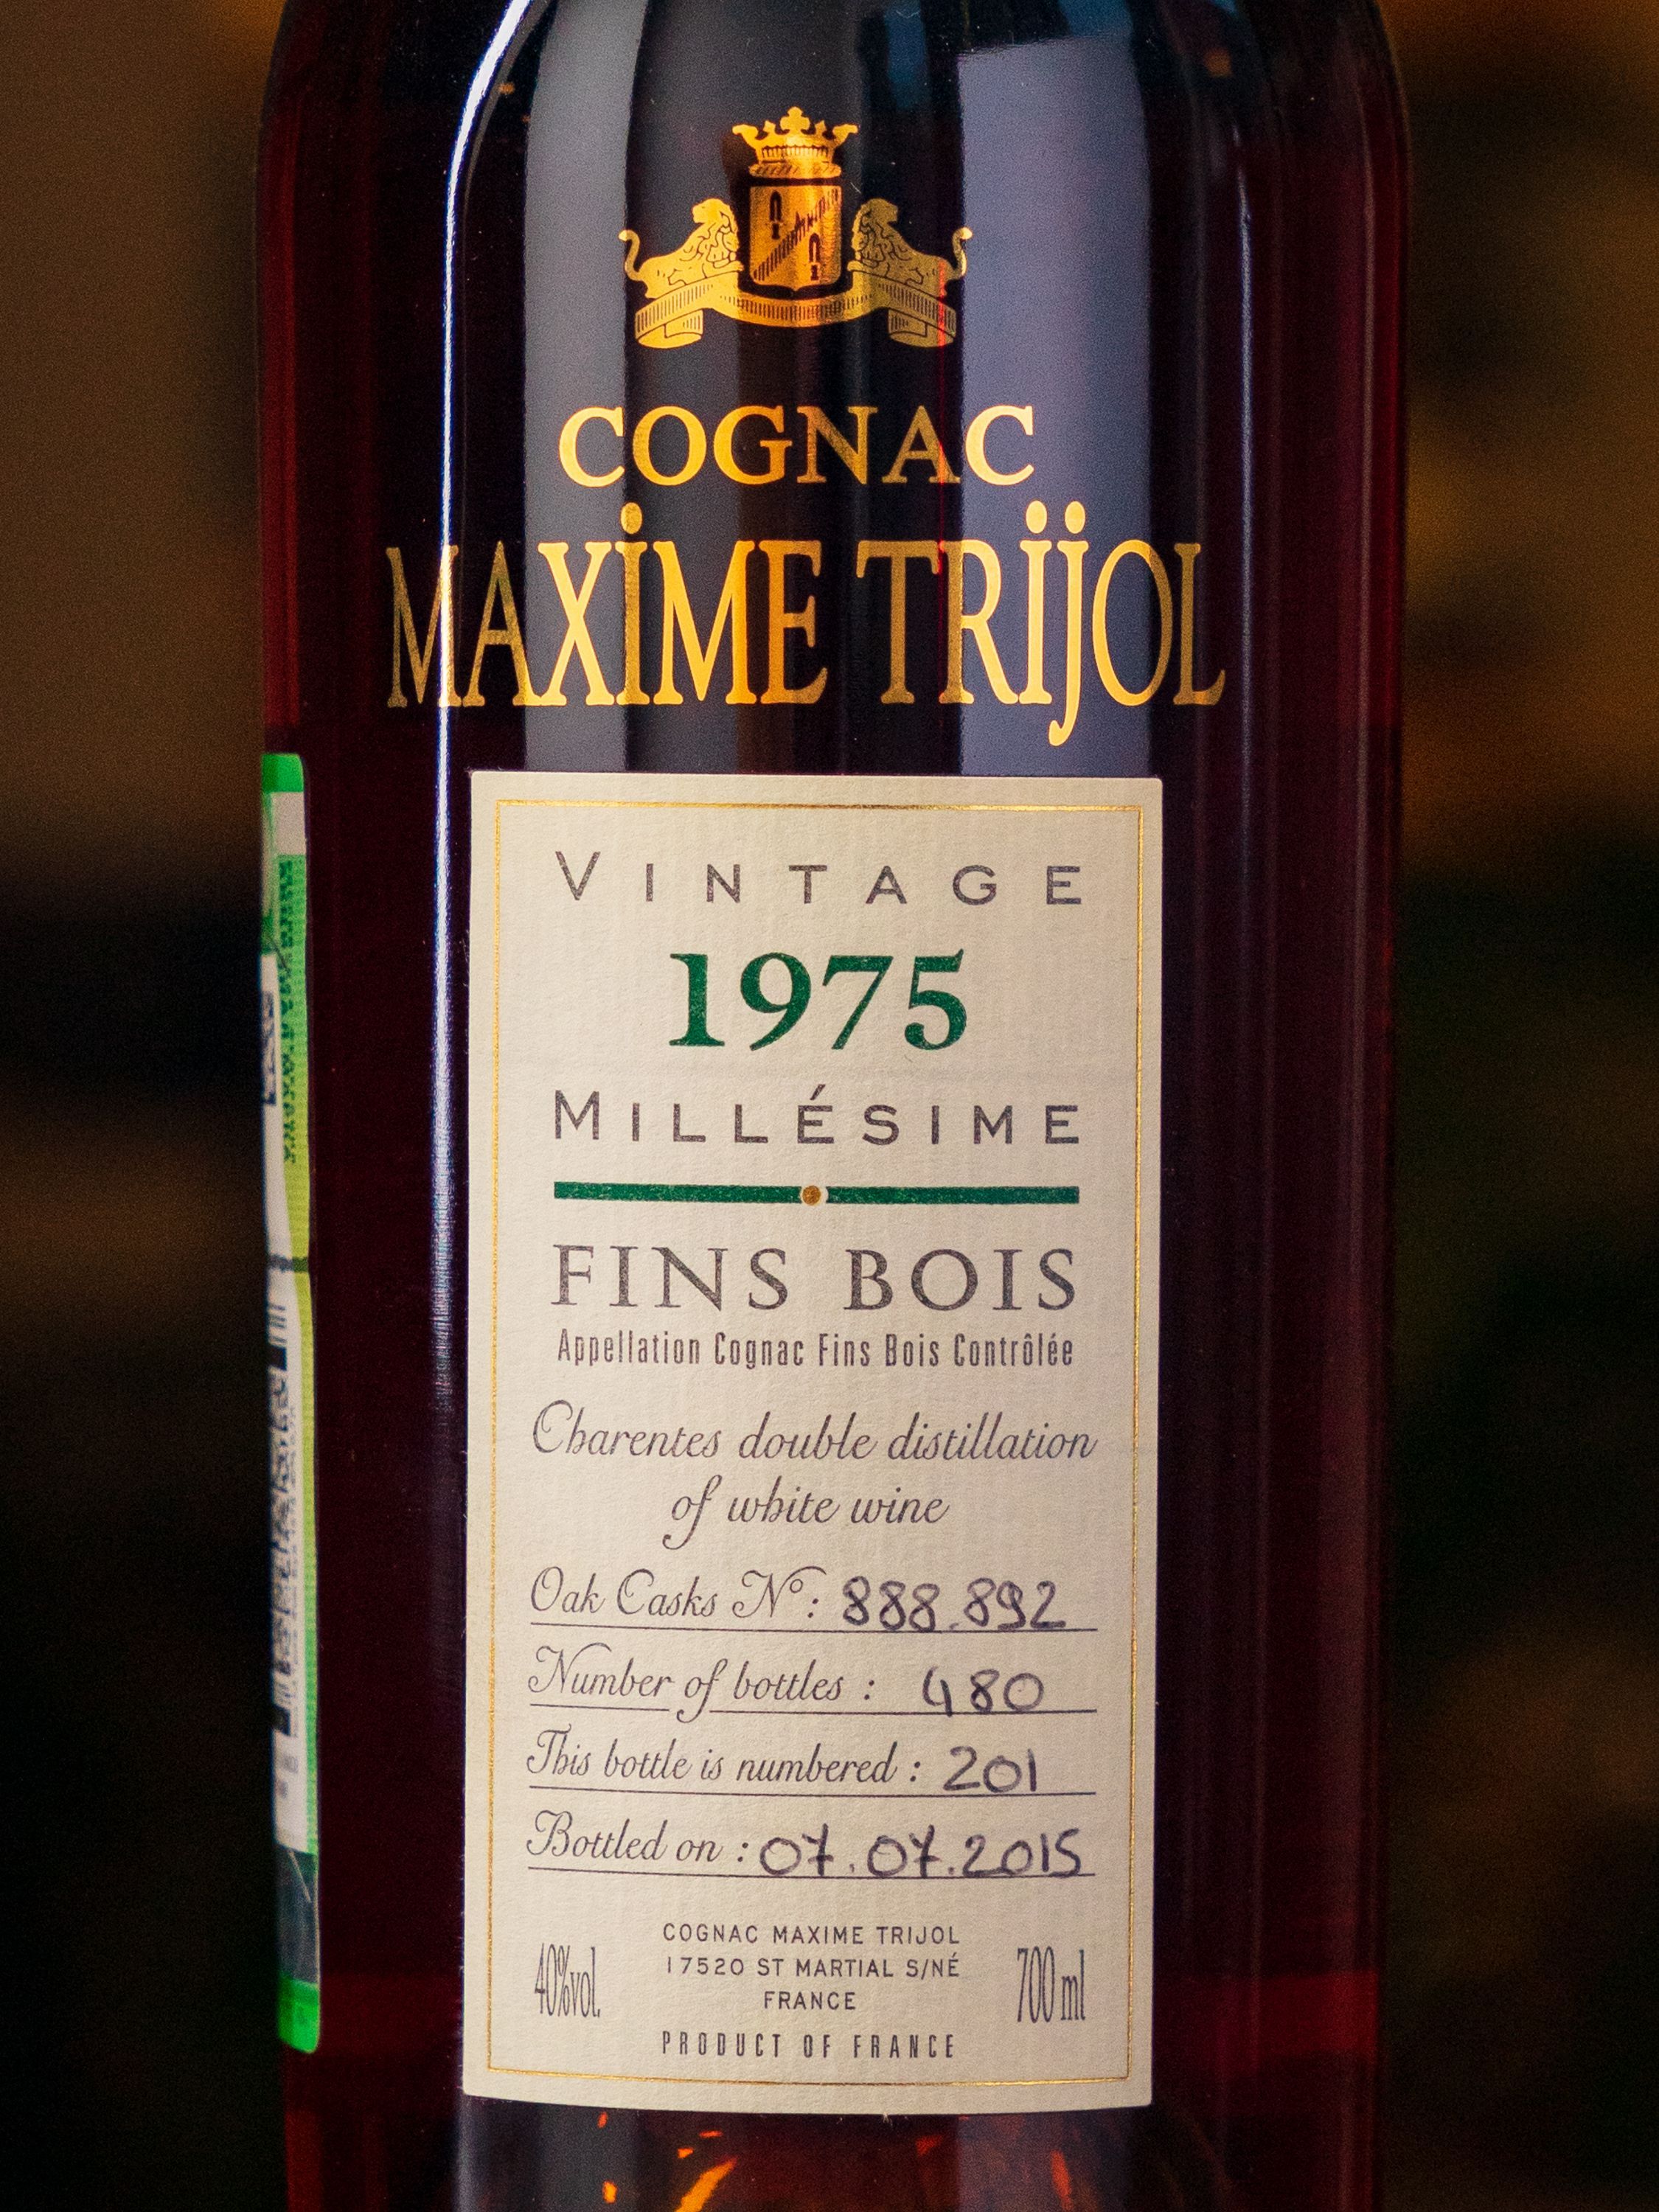 COGNAC
MAXiME TRijOL
VINTAGE
1975
MILLÉSIME
FINS BOIS
Appellation Cognac Fins Bois Contrôlée
Charentes double distillation
of white wine
Oak Casks Nº: 888.892
Number of bottles : 480
This bottle is numbered : 201
Bottled on : 07.07.2015
40%vol.
COGNAC MAXIME TRIJOL
17520 ST MARTIAL S/NÉ
FRANCE
PRODUCT OF FRANCE
700 ml